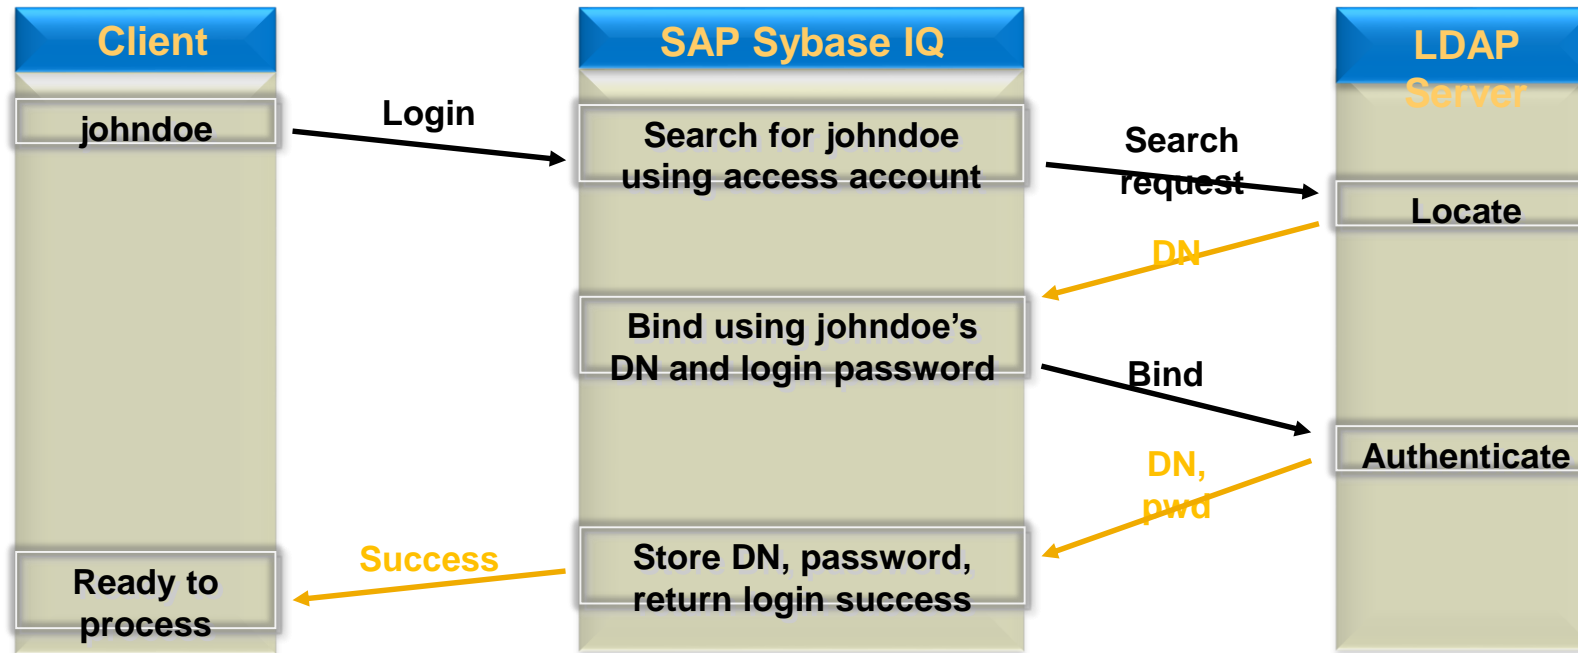 Client
SAP Sybase IQ
LDAP
Server
johndoe
Login
Search for johndoe
using access account
Search
request
Locate
DN
Bind using johndoe’s
DN and login password
Bind
Authenticate
DN,
pwd
Store DN, password,
return login success
Success
Ready to
process